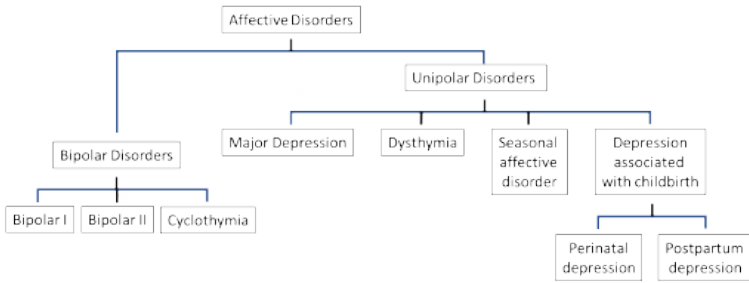 Affective Disorders
Unipolar Disorders
Major Depression
Dysthymia
Seasonal
affective
disorder
Depression
associated
with childbirth
Bipolar Disorders
Bipolar I
Bipolar II
Cyclothymia
Perinatal
depression
Postpartum
depression